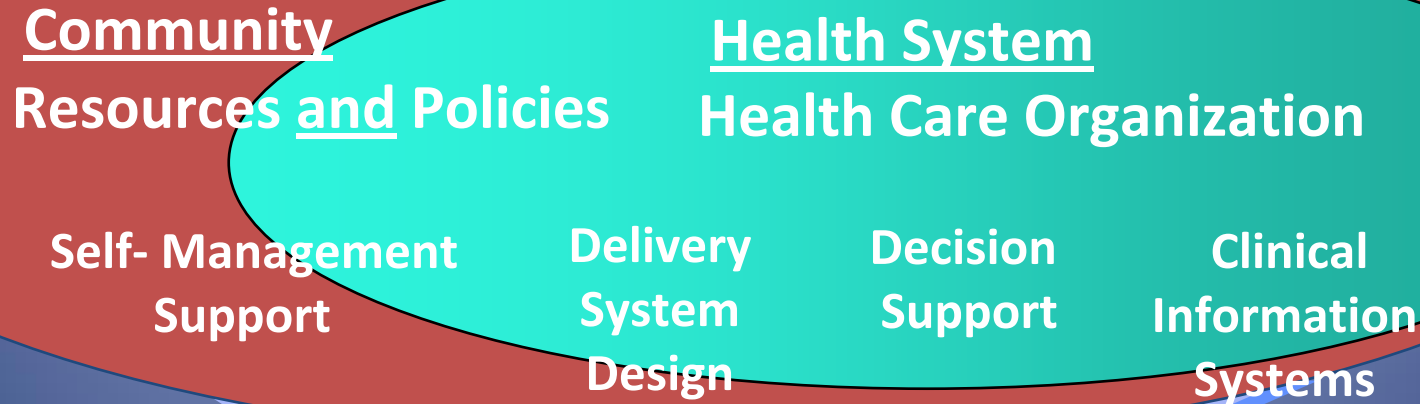 Community
Resources and Policies
Health System
Health Care Organization
Self- Management
Support
Delivery
System
Design
Decision
Support
Clinical
Information
Systems